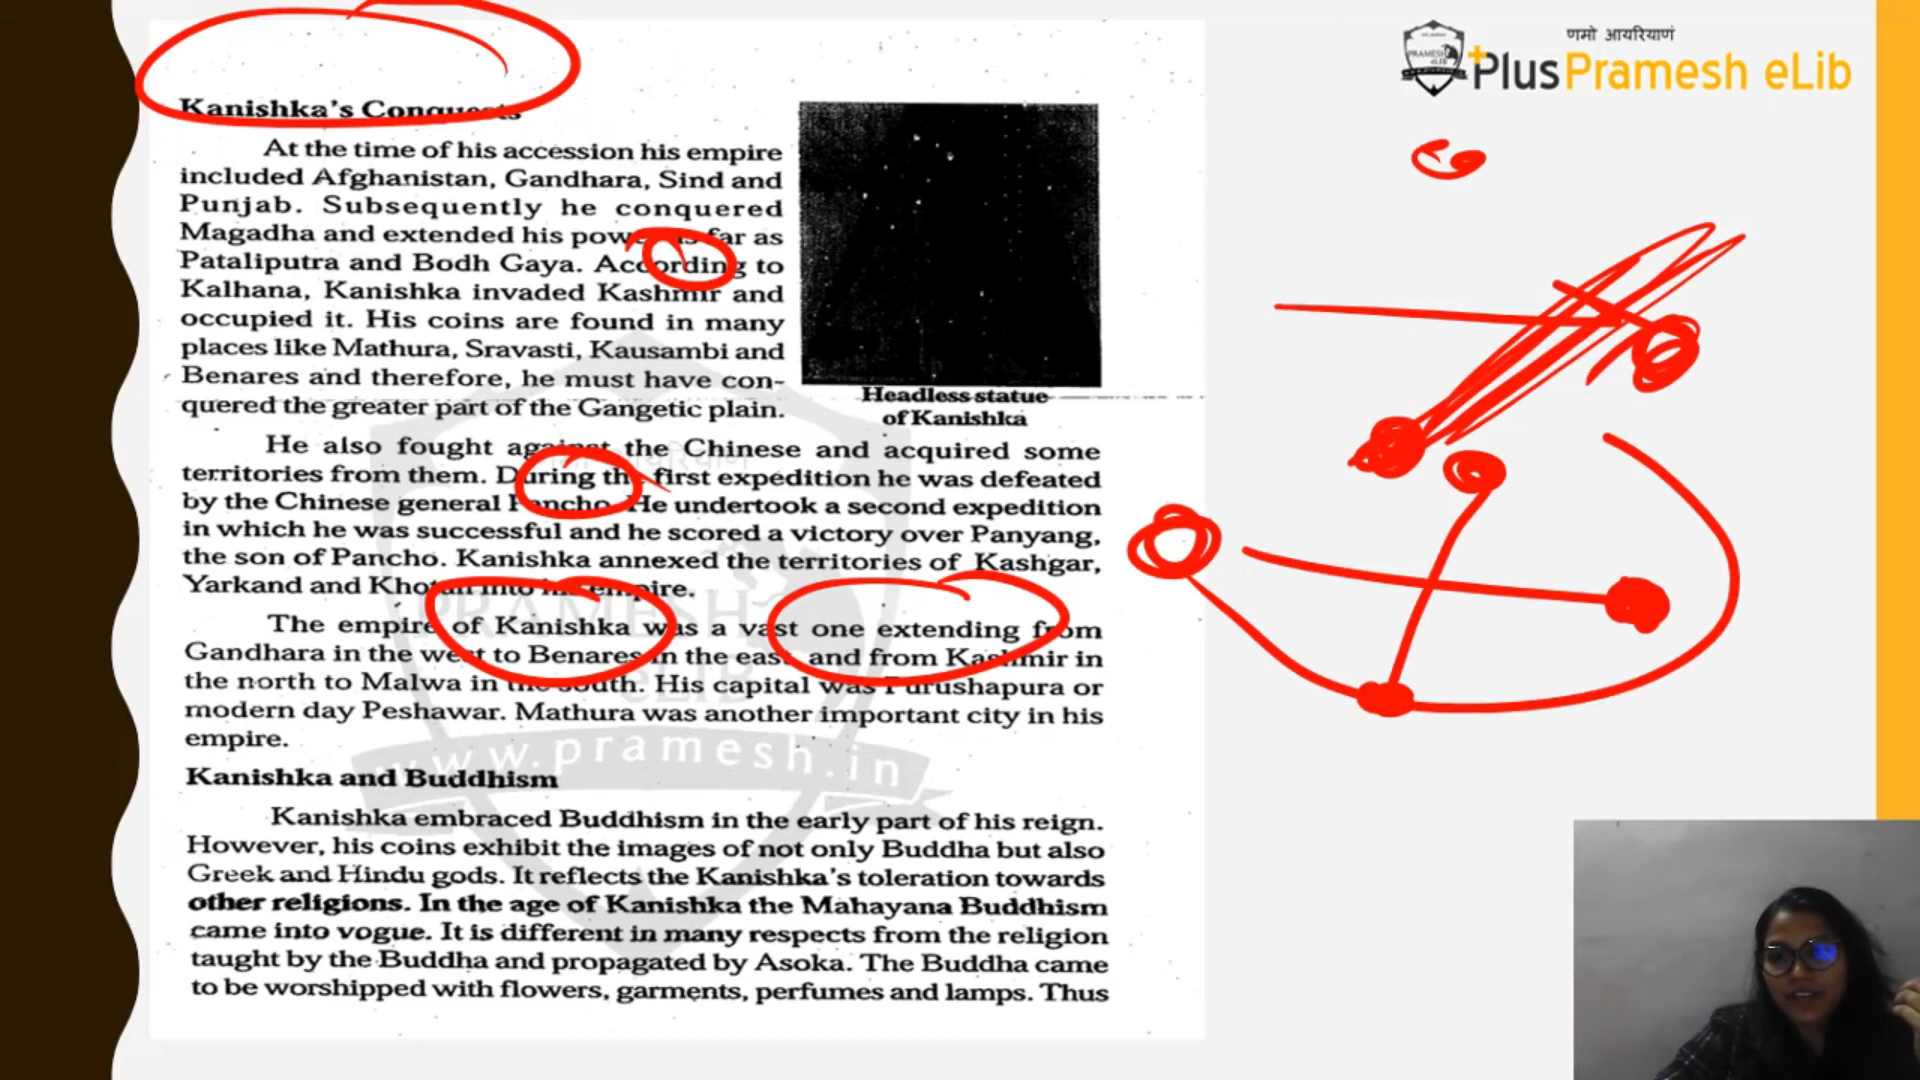 णमो आयरियाणं
PRAMESH
eLib
Plus Pramesh eLib
Kanishka's Conquests
At the time of his accession his empire
included Afghanistan, Gandhara, Sind and
Punjab. Subsequently he conquered
Magadha and extended his power as far as
Pataliputra and Bodh Gaya. According to
Kalhana, Kanishka invaded Kashmir and
occupied it. His coins are found in many
places like Mathura, Sravasti, Kausambi and
Benares and therefore, he must have con-
quered the greater part of the Gangetic plain.
Headless statue
of Kanishka
He also fought against the Chinese and acquired some
territories from them. During the first expedition he was defeated
by the Chinese general Pancho. He undertook a second expedition
in which he was successful and he scored a victory over Panyang,
the son of Pancho. Kanishka annexed the territories of Kashgar,
Yarkand and Khotan into his empire.
The empire of Kanishka was a vast one extending from
Gandhara in the west to Benares in the east, and from Kashmir in
the north to Malwa in the south. His capital was Purushapura or
modern day Peshawar. Mathura was another important city in his
empire.
Kanishka and Buddhism
Kanishka embraced Buddhism in the early part of his reign.
However, his coins exhibit the images of not only Buddha but also
Greek and Hindu gods. It reflects the Kanishka's toleration towards
other religions. In the age of Kanishka the Mahayana Buddhism
came into vogue. It is different in many respects from the religion
taught by the Buddha and propagated by Asoka. The Buddha came
to be worshipped with flowers, garments, perfumes and lamps. Thus
PRAMESH
eLIB
www.pramesh.in